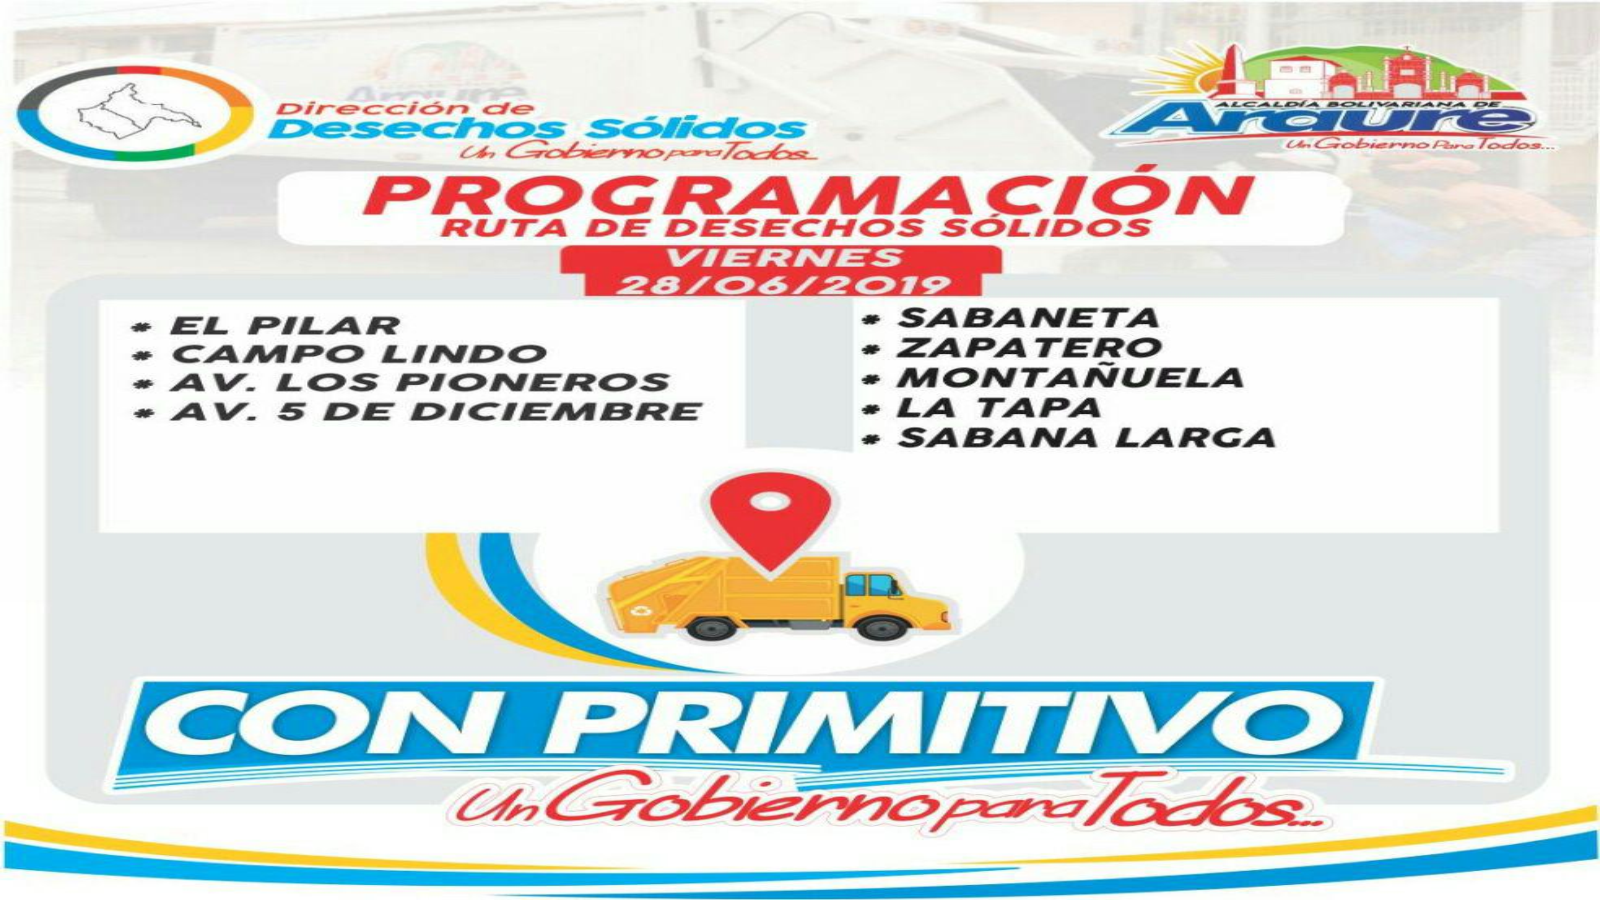 Dirección de
Desechos Sólidos
Un Gobierno para Todos...
ALCALDÍA BOLIVARIANA DE
Araure
Un Gobierno Para Todos...
PROGRAMACIÓN
RUTA DE DESECHOS SÓLIDOS
VIERNES
28/06/2019
* EL PILAR
* CAMPO LINDO
* AV. LOS PIONEROS
* AV. 5 DE DICIEMBRE
* SABANETA
* ZAPATERO
* MONTAÑUELA
* LA TAPA
* SABANA LARGA
CON PRIMITIVO
Un Gobierno para Todos...